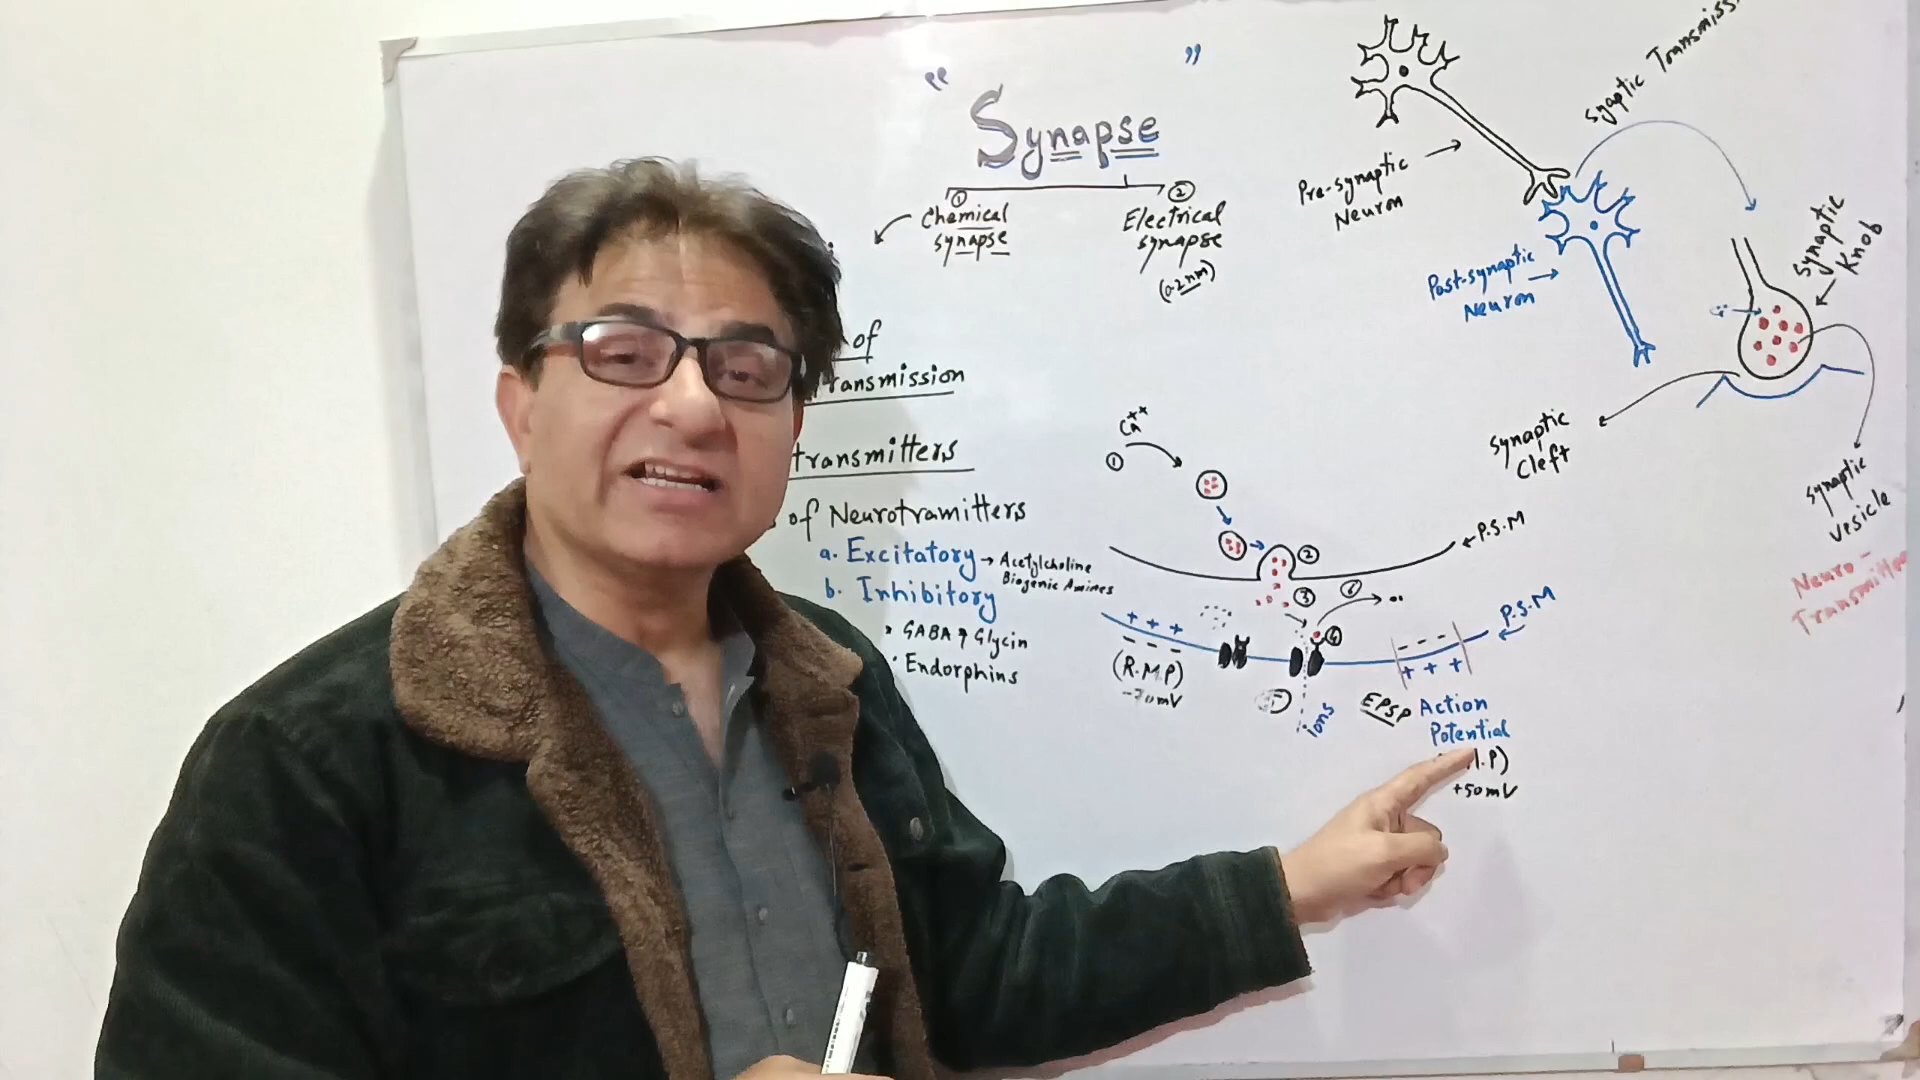 “ ”
Synapse
① ②
Chemical
synapse
Electrical
synapse
(0.2nm)
of
ransmission
transmitters
of Neurotramitters
a. Excitatory → Acetylcholine
Biogenic Amines
b. Inhibitory
GABA, Glycin
Endorphins
Pre-synaptic
Neuron
Post-synaptic
Neuron
Synaptic
Synaptic
Knob
Synaptic
Cleft
Synaptic
vesicle
Neuro-
Ca++
①
②
③
④
⑥
P.S.M
P.S.M
+ + +
- - -
(R.M.P)
-70mV
ions
- - -
+ + +
EPSP
Action
Potential
.P)
+50mV